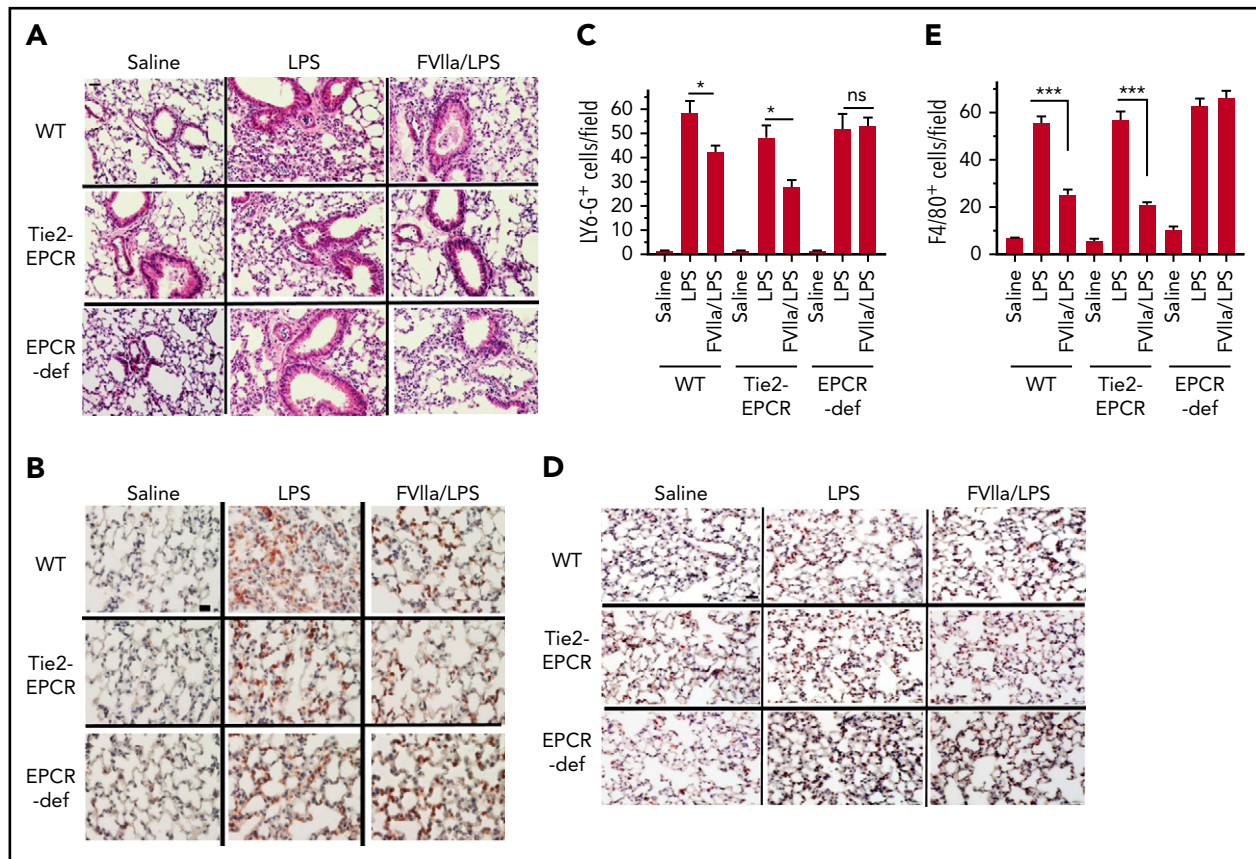 A
Saline LPS FVIIa/LPS
WT
Tie2-
EPCR
EPCR
-def
B
Saline LPS FVIIa/LPS
WT
Tie2-
EPCR
EPCR
-def
C
LY6-G+ cells/field
60
50
40
30
20
10
0
* * ns
Saline LPS FVIIa/LPS Saline LPS FVIIa/LPS Saline LPS FVIIa/LPS
WT Tie2- EPCR
EPCR -def
D
Saline LPS FVIIa/LPS
WT
Tie2-
EPCR
EPCR
-def
E
F4/80+ cells/field
60
40
20
0
*** ***
Saline LPS FVIIa/LPS Saline LPS FVIIa/LPS Saline LPS FVIIa/LPS
WT Tie2- EPCR
EPCR -def